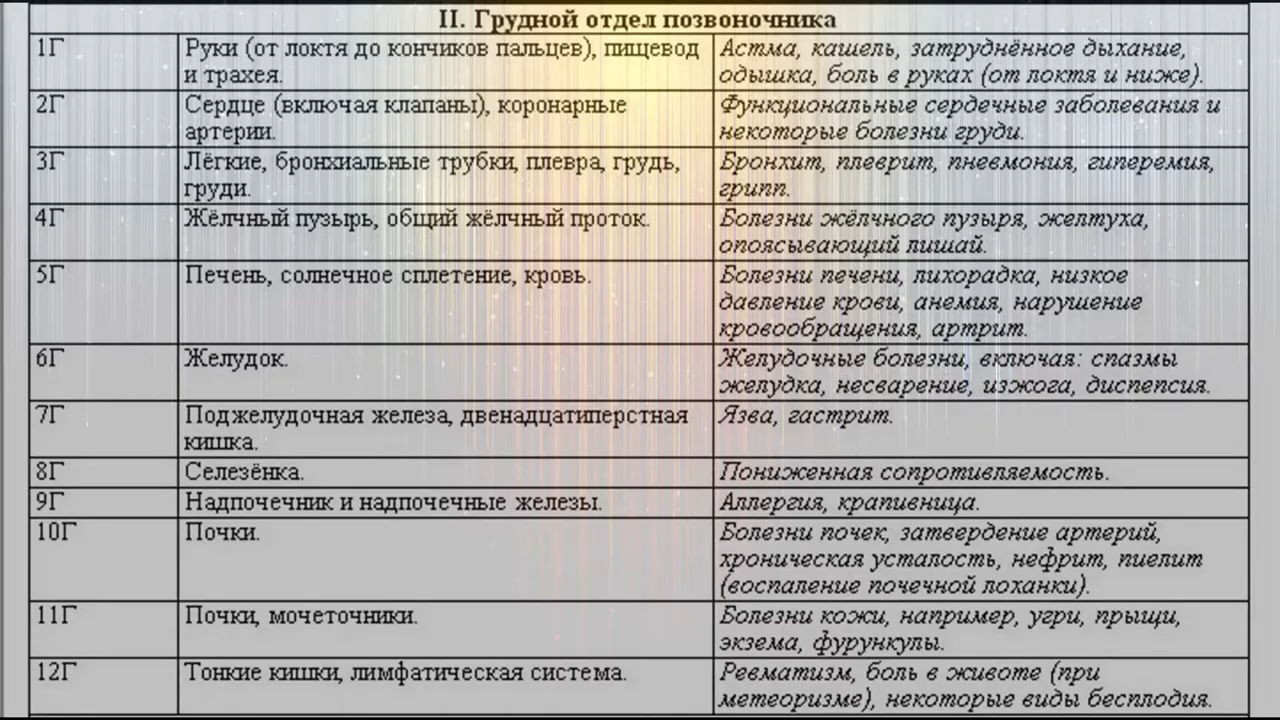 II. Грудной отдел позвоночника
1Г
Руки (от локтя до кончиков пальцев), пищевод
и трахея.
Астма, кашель, затруднённое дыхание,
одышка, боль в руках (от локтя и ниже).
2Г
Сердце (включая клапаны), коронарные
артерии.
Функциональные сердечные заболевания и
некоторые болезни груди.
3Г
Лёгкие, бронхиальные трубки, плевра, грудь,
груди.
Бронхит, плеврит, пневмония, гиперемия,
грипп.
4Г
Жёлчный пузырь, общий жёлчный проток.
Болезни жёлчного пузыря, желтуха,
опоясывающий лишай.
5Г
Печень, солнечное сплетение, кровь.
Болезни печени, лихорадка, низкое
давление крови, анемия, нарушение
кровообращения, артрит.
6Г
Желудок.
Желудочные болезни, включая: спазмы
желудка, несварение, изжога, диспепсия.
7Г
Поджелудочная железа, двенадцатиперстная
кишка.
Язва, гастрит.
8Г
Селезёнка.
Пониженная сопротивляемость.
9Г
Надпочечник и надпочечные железы.
Аллергия, крапивница.
10Г
Почки.
Болезни почек, затвердение артерий,
хроническая усталость, нефрит, пиелит
(воспаление почечной лоханки).
11Г
Почки, мочеточники.
Болезни кожи, например, угри, прыщи,
экзема, фурункулы.
12Г
Тонкие кишки, лимфатическая система.
Ревматизм, боль в животе (при
метеоризме), некоторые виды бесплодия.